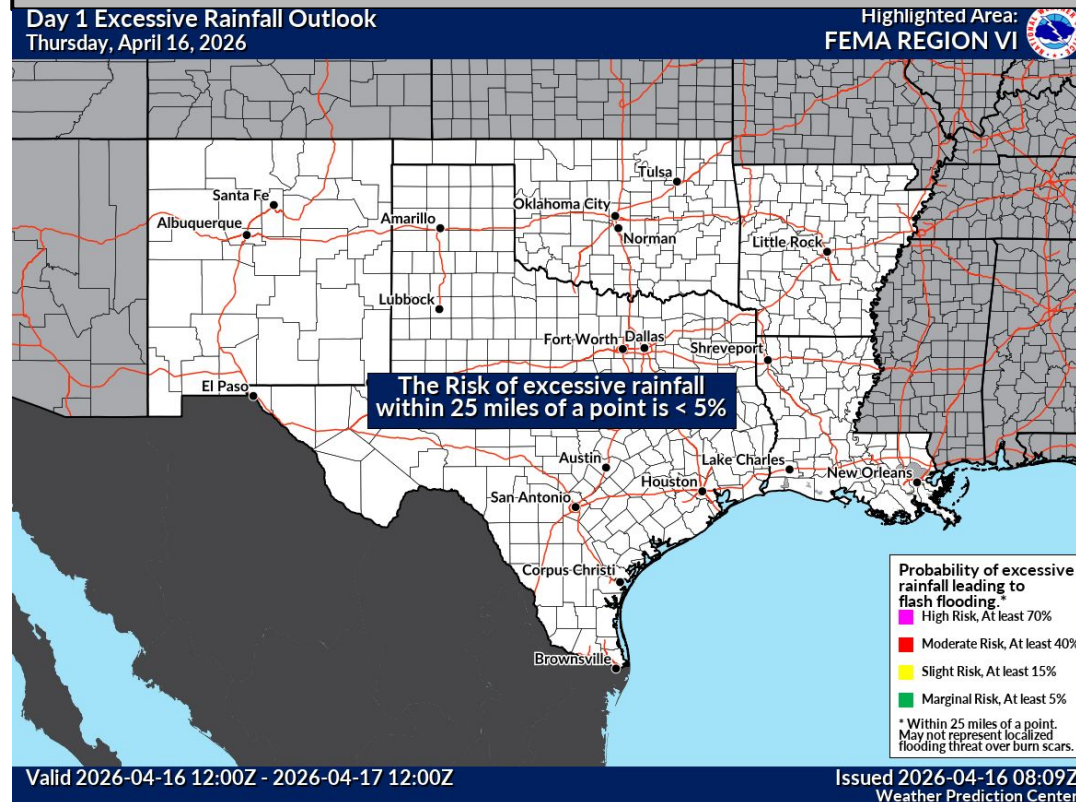 Day 1 Excessive Rainfall Outlook
Thursday, April 16, 2026
Highlighted Area:
FEMA REGION VI
Tulsa
Santa Fe
Oklahoma City
Albuquerque
Amarillo
Norman
Little Rock
Lubbock
Fort Worth
Dallas
Shreveport
El Paso
The Risk of excessive rainfall
within 25 miles of a point is < 5%
Austin
Lake Charles
New Orleans
Houston
San Antonio
Corpus Christi
Brownsville
Probability of excessive
rainfall leading to
flash flooding.*
High Risk, At least 70%
Moderate Risk, At least 40%
Slight Risk, At least 15%
Marginal Risk, At least 5%
* Within 25 miles of a point.
May not represent localized
flooding threat over burn scars.
Valid 2026-04-16 12:00Z - 2026-04-17 12:00Z
Issued 2026-04-16 08:09Z
Weather Prediction Center